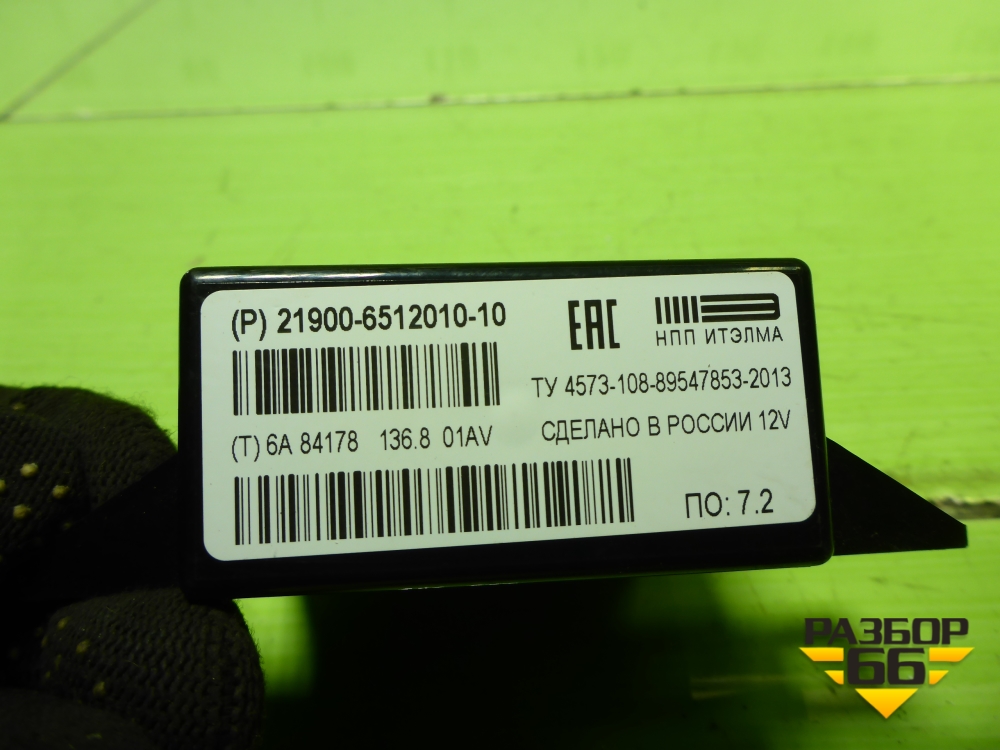 (P) 21900-6512010-10
EAC
НПП ИТЭЛМА
ТУ 4573-108-89547853-2013
(T) 6A 84178 136.8 01AV
СДЕЛАНО В РОССИИ 12V
ПО: 7.2
РАЗБОР
66